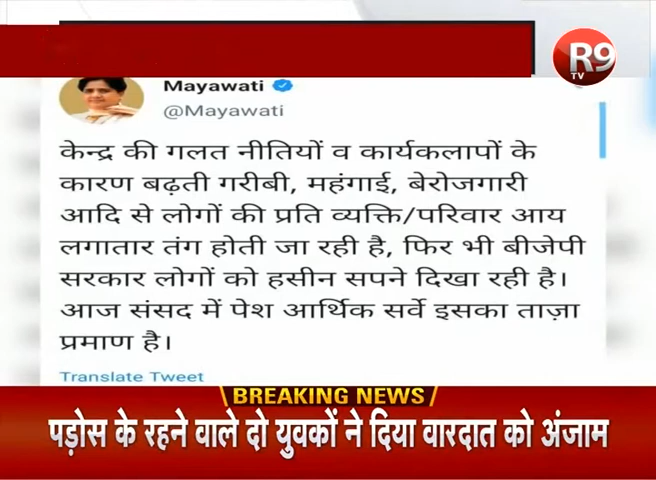 R9
TV
Mayawati
@Mayawati
केन्द्र की गलत नीतियों व कार्यकलापों के
कारण बढ़ती गरीबी, महंगाई, बेरोजगारी
आदि से लोगों की प्रति व्यक्ति/परिवार आय
लगातार तंग होती जा रही है, फिर भी बीजेपी
सरकार लोगों को हसीन सपने दिखा रही है।
आज संसद में पेश आर्थिक सर्वे इसका ताज़ा
प्रमाण है।
Translate Tweet
\ BREAKING NEWS /
पड़ोस के रहने वाले दो युवकों ने दिया वारदात को अंजाम